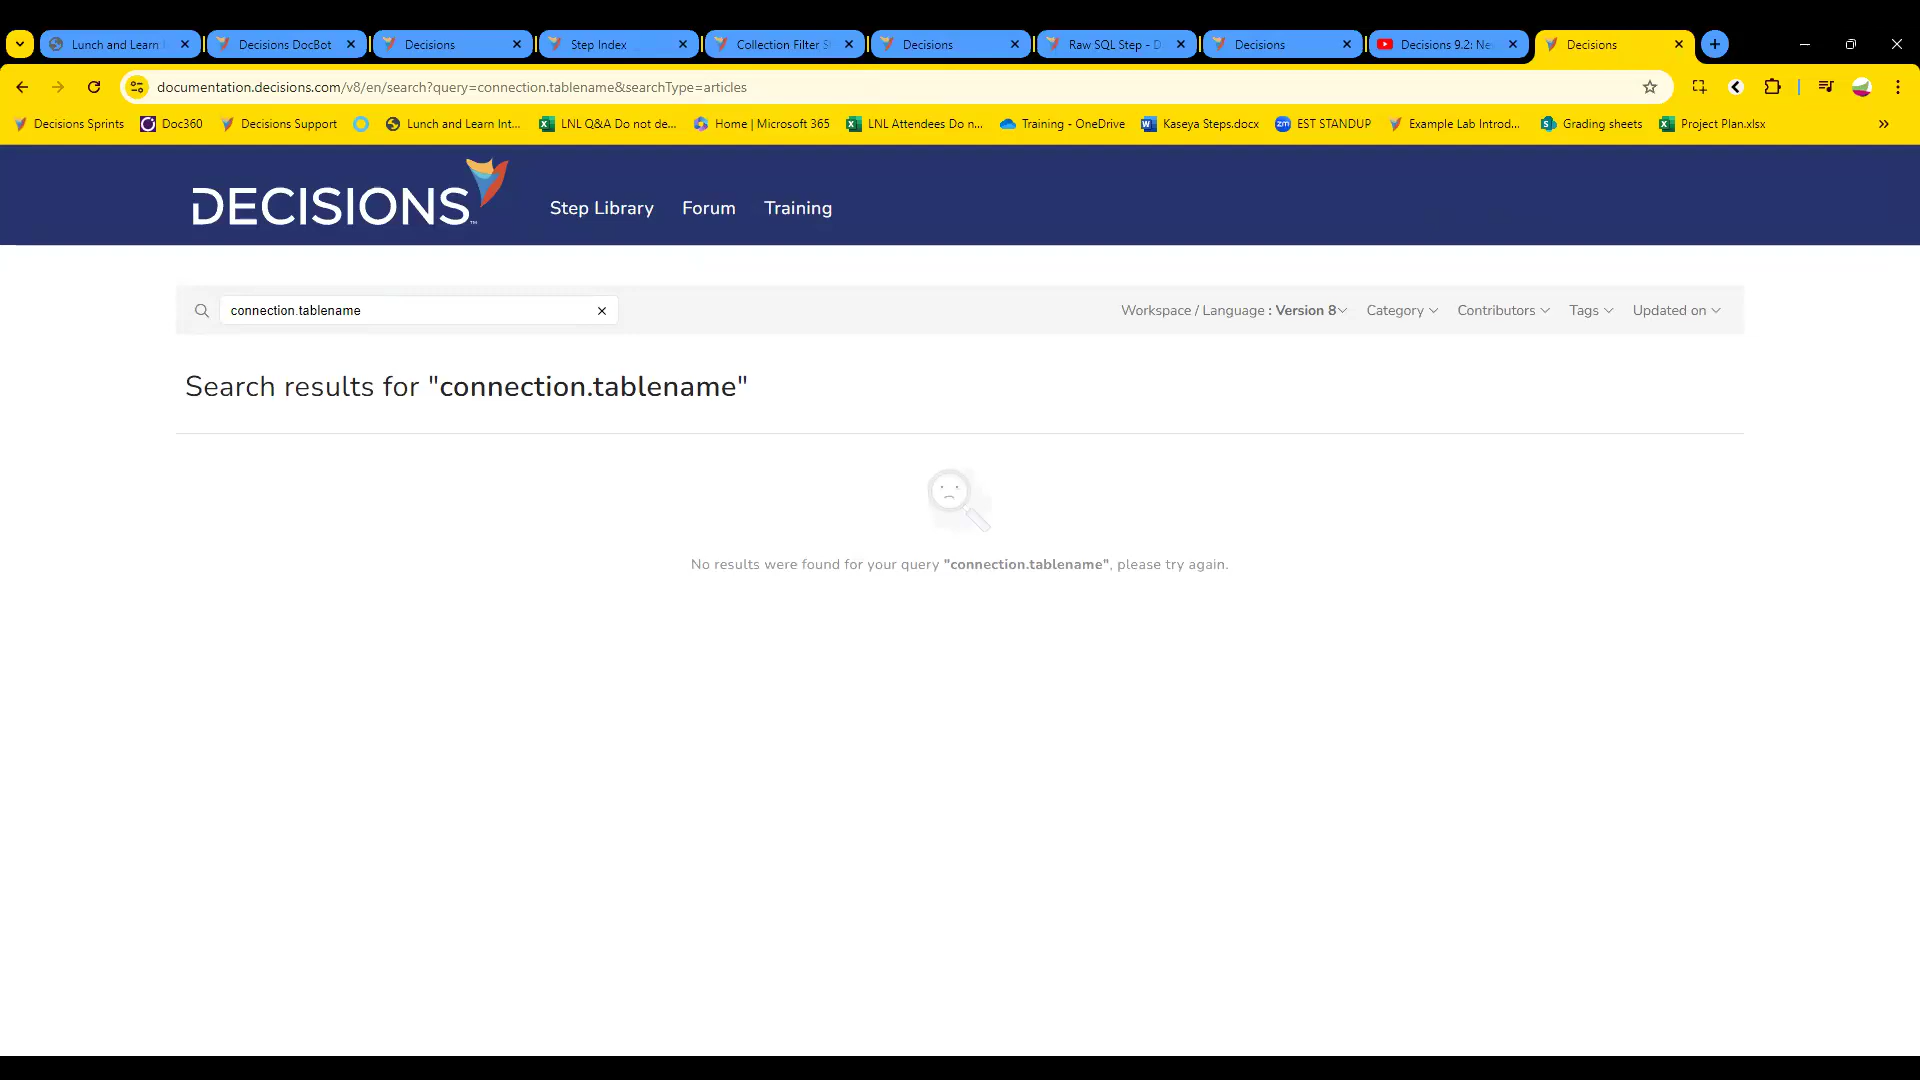 Lunch and Learn
Decisions DocBot
Decisions
Step Index
Collection Filter S
Decisions
Raw SQL Step - D
Decisions
Decisions 9.2: Ne
Decisions
documentation.decisions.com/v8/en/search?query=connection.tablename&searchType=articles
Decisions Sprints
Doc360
Decisions Support
Lunch and Learn Int...
LNL Q&A Do not de...
Home | Microsoft 365
LNL Attendees Do n...
Training - OneDrive
Kaseya Steps.docx
EST STANDUP
Example Lab Introd...
Grading sheets
Project Plan.xlsx
DECISIONS™
Step Library
Forum
Training
connection.tablename
Workspace / Language : Version 8
Category
Contributors
Tags
Updated on
Search results for "connection.tablename"
No results were found for your query "connection.tablename", please try again.